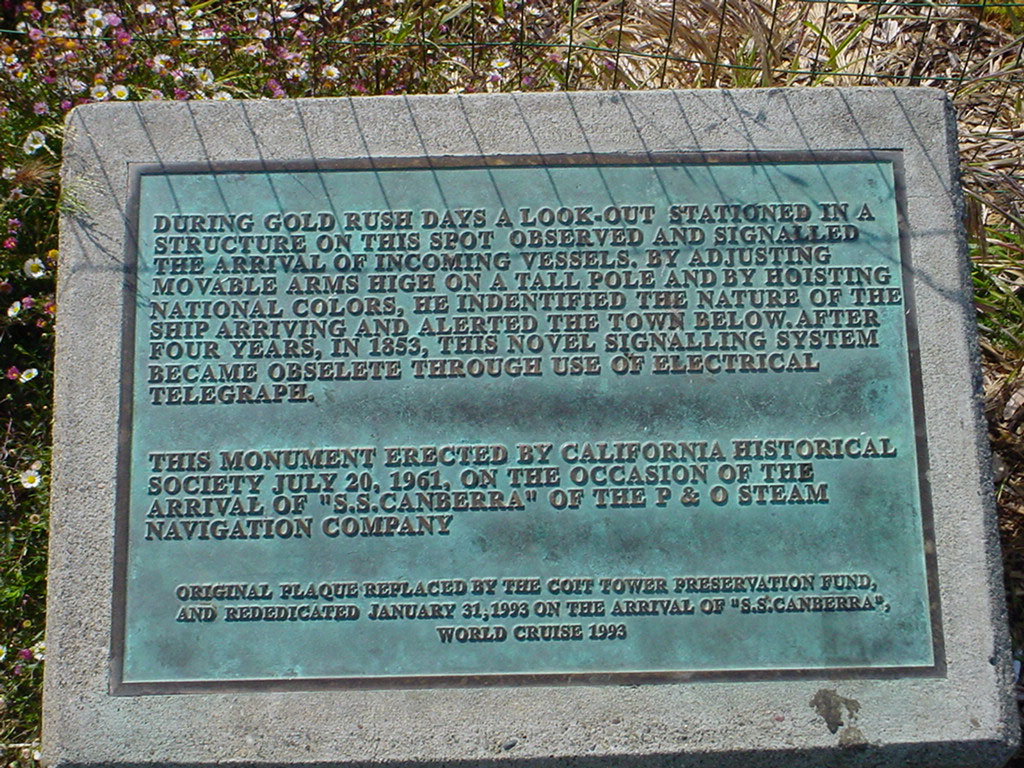 DURING GOLD RUSH DAYS A LOOK-OUT STATIONED IN A
STRUCTURE ON THIS SPOT OBSERVED AND SIGNALLED
THE ARRIVAL OF INCOMING VESSELS. BY ADJUSTING
MOVABLE ARMS HIGH ON A TALL POLE AND BY HOISTING
NATIONAL COLORS, HE INDENTIFIED THE NATURE OF THE
SHIP ARRIVING AND ALERTED THE TOWN BELOW. AFTER
FOUR YEARS, IN 1853, THIS NOVEL SIGNALLING SYSTEM
BECAME OBSELETE THROUGH USE OF ELECTRICAL
TELEGRAPH.
THIS MONUMENT ERECTED BY CALIFORNIA HISTORICAL
SOCIETY JULY 20, 1961, ON THE OCCASION OF THE
ARRIVAL OF "S.S.CANBERRA" OF THE P & O STEAM
NAVIGATION COMPANY
ORIGINAL PLAQUE REPLACED BY THE COIT TOWER PRESERVATION FUND,
AND REDEDICATED JANUARY 31, 1993 ON THE ARRIVAL OF "S.S.CANBERRA",
WORLD CRUISE 1993